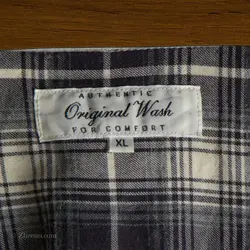 AUTHENTIC
Original Wash
FOR COMFORT
XL